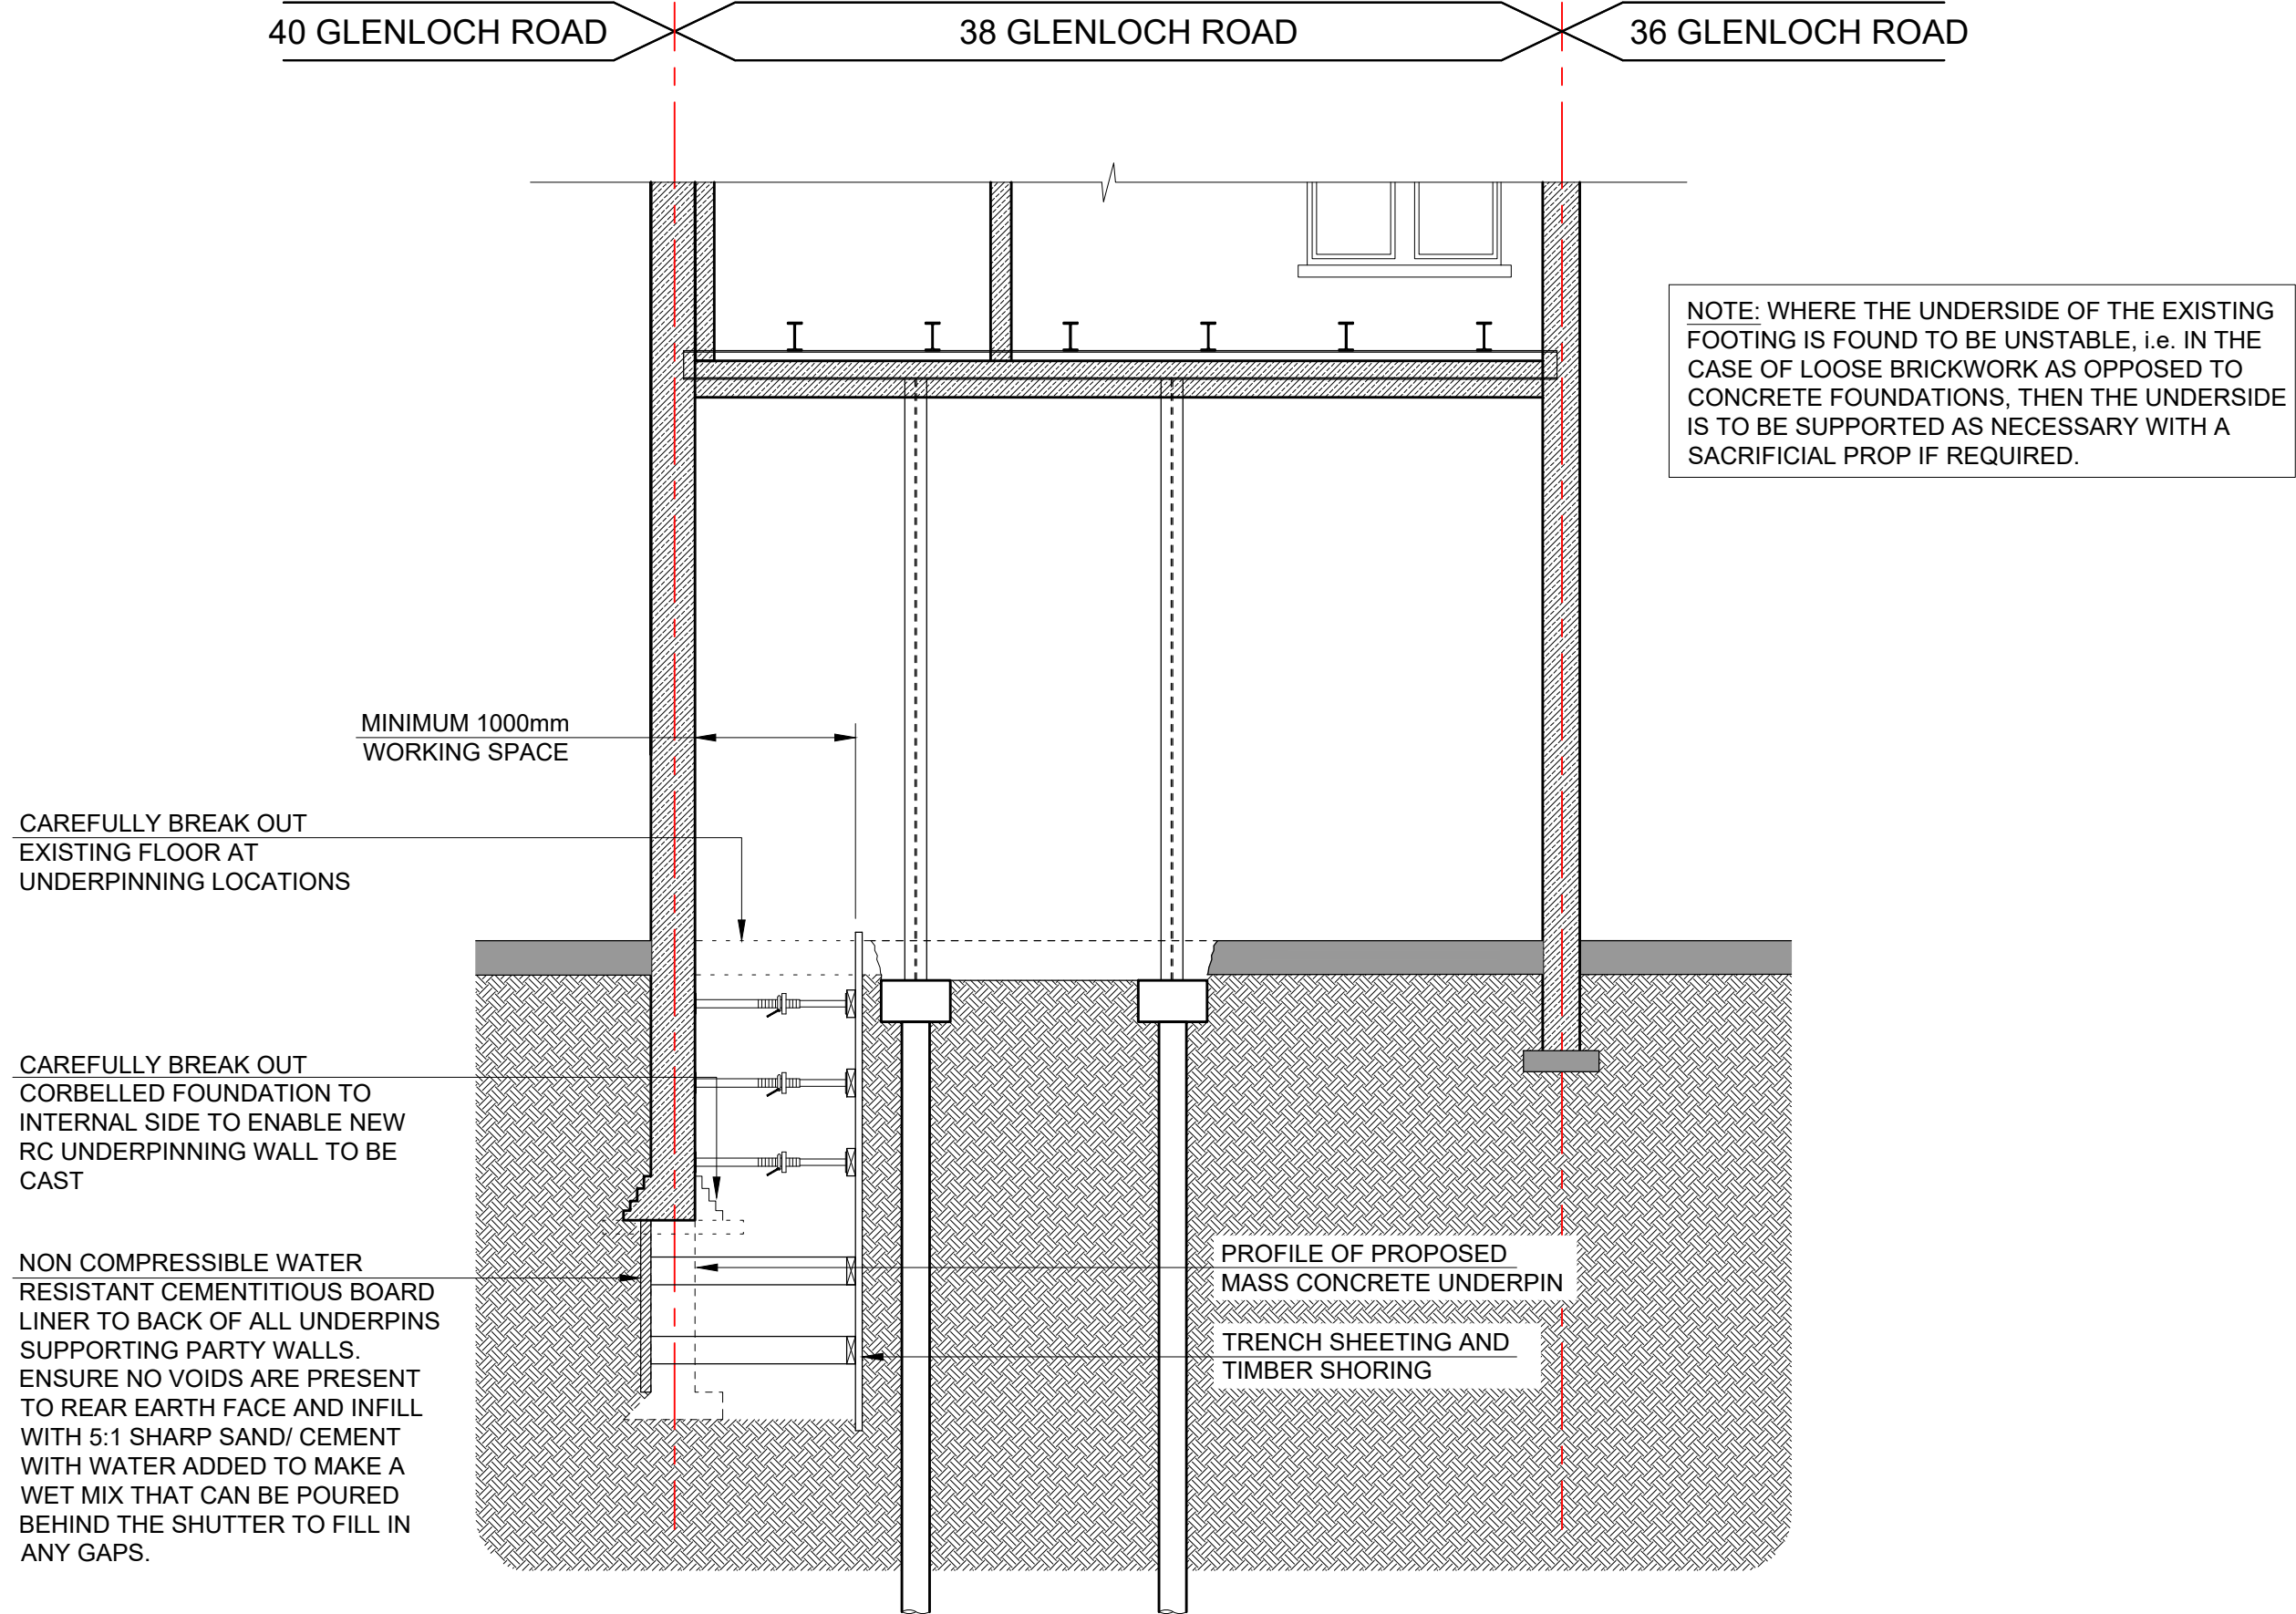 40 GLENLOCH ROAD
38 GLENLOCH ROAD
36 GLENLOCH ROAD
NOTE: WHERE THE UNDERSIDE OF THE EXISTING
FOOTING IS FOUND TO BE UNSTABLE, i.e. IN THE
CASE OF LOOSE BRICKWORK AS OPPOSED TO
CONCRETE FOUNDATIONS, THEN THE UNDERSIDE
IS TO BE SUPPORTED AS NECESSARY WITH A
SACRIFICIAL PROP IF REQUIRED.
MINIMUM 1000mm
WORKING SPACE
CAREFULLY BREAK OUT
EXISTING FLOOR AT
UNDERPINNING LOCATIONS
CAREFULLY BREAK OUT
CORBELLED FOUNDATION TO
INTERNAL SIDE TO ENABLE NEW
RC UNDERPINNING WALL TO BE
CAST
NON COMPRESSIBLE WATER
RESISTANT CEMENTITIOUS BOARD
LINER TO BACK OF ALL UNDERPINS
SUPPORTING PARTY WALLS.
ENSURE NO VOIDS ARE PRESENT
TO REAR EARTH FACE AND INFILL
WITH 5:1 SHARP SAND/ CEMENT
WITH WATER ADDED TO MAKE A
WET MIX THAT CAN BE POURED
BEHIND THE SHUTTER TO FILL IN
ANY GAPS.
PROFILE OF PROPOSED
MASS CONCRETE UNDERPIN
TRENCH SHEETING AND
TIMBER SHORING